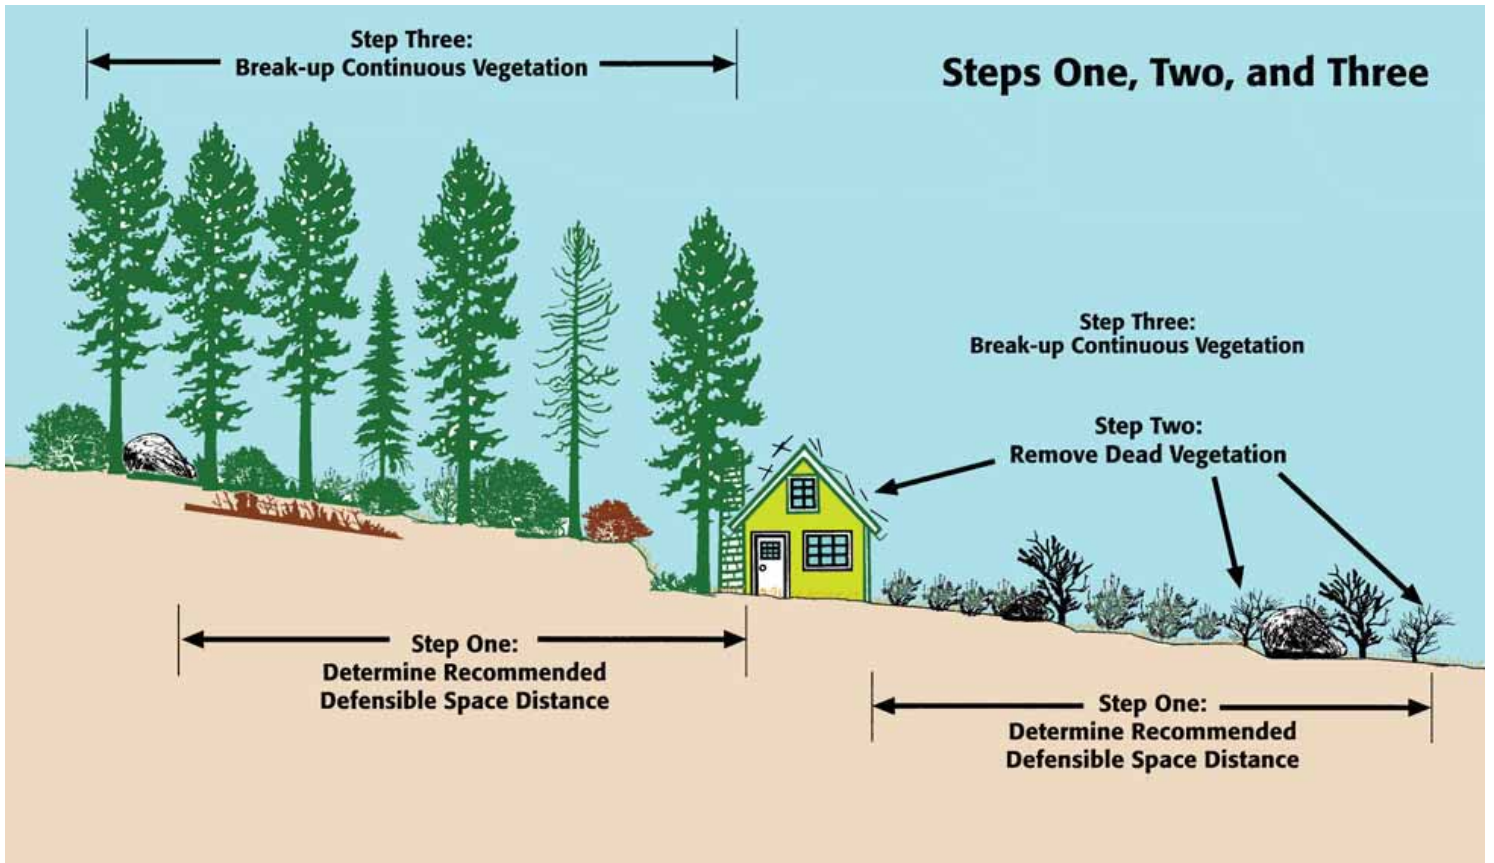 Step Three:
Break-up Continuous Vegetation
Steps One, Two, and Three
Step Three:
Break-up Continuous Vegetation
Step Two:
Remove Dead Vegetation
Step One:
Determine Recommended
Defensible Space Distance
Step One:
Determine Recommended
Defensible Space Distance